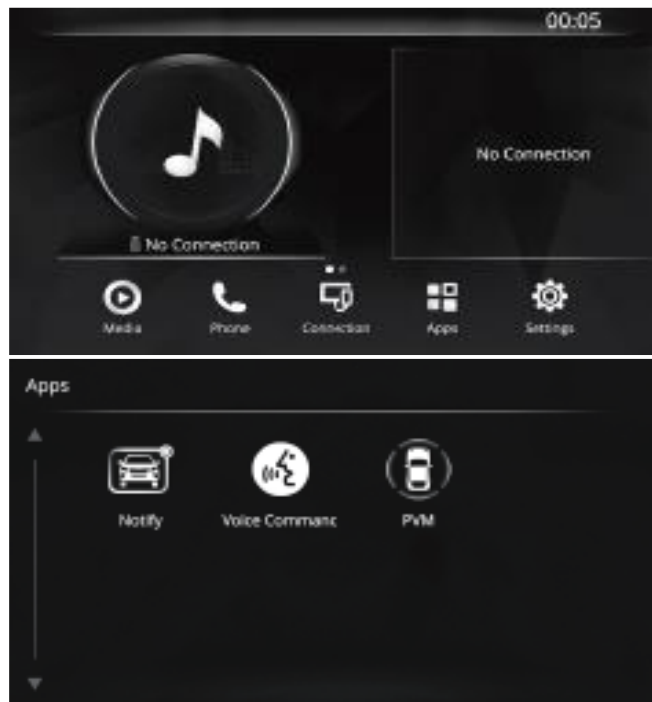 00:05
No Connection
No Connection
Media
Phone
Connection
Apps
Settings
Apps
Notify
Voice Commanc
PVM